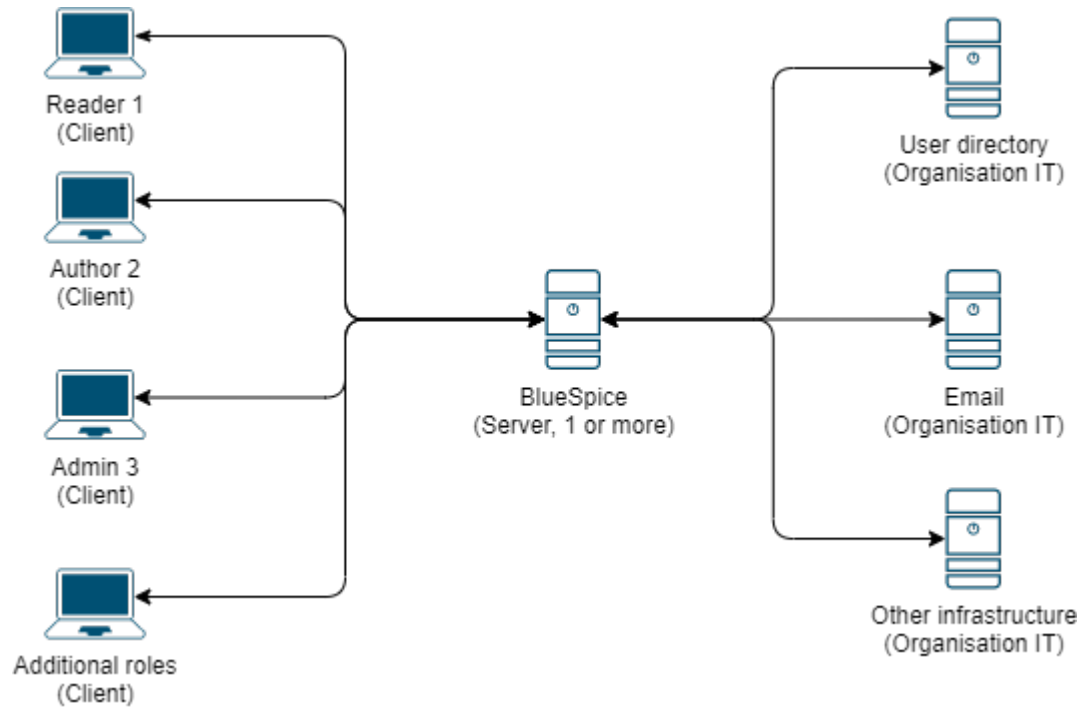 Reader 1
(Client)
Author 2
(Client)
Admin 3
(Client)
Additional roles
(Client)
BlueSpice
(Server, 1 or more)
User directory
(Organisation IT)
Email
(Organisation IT)
Other infrastructure
(Organisation IT)